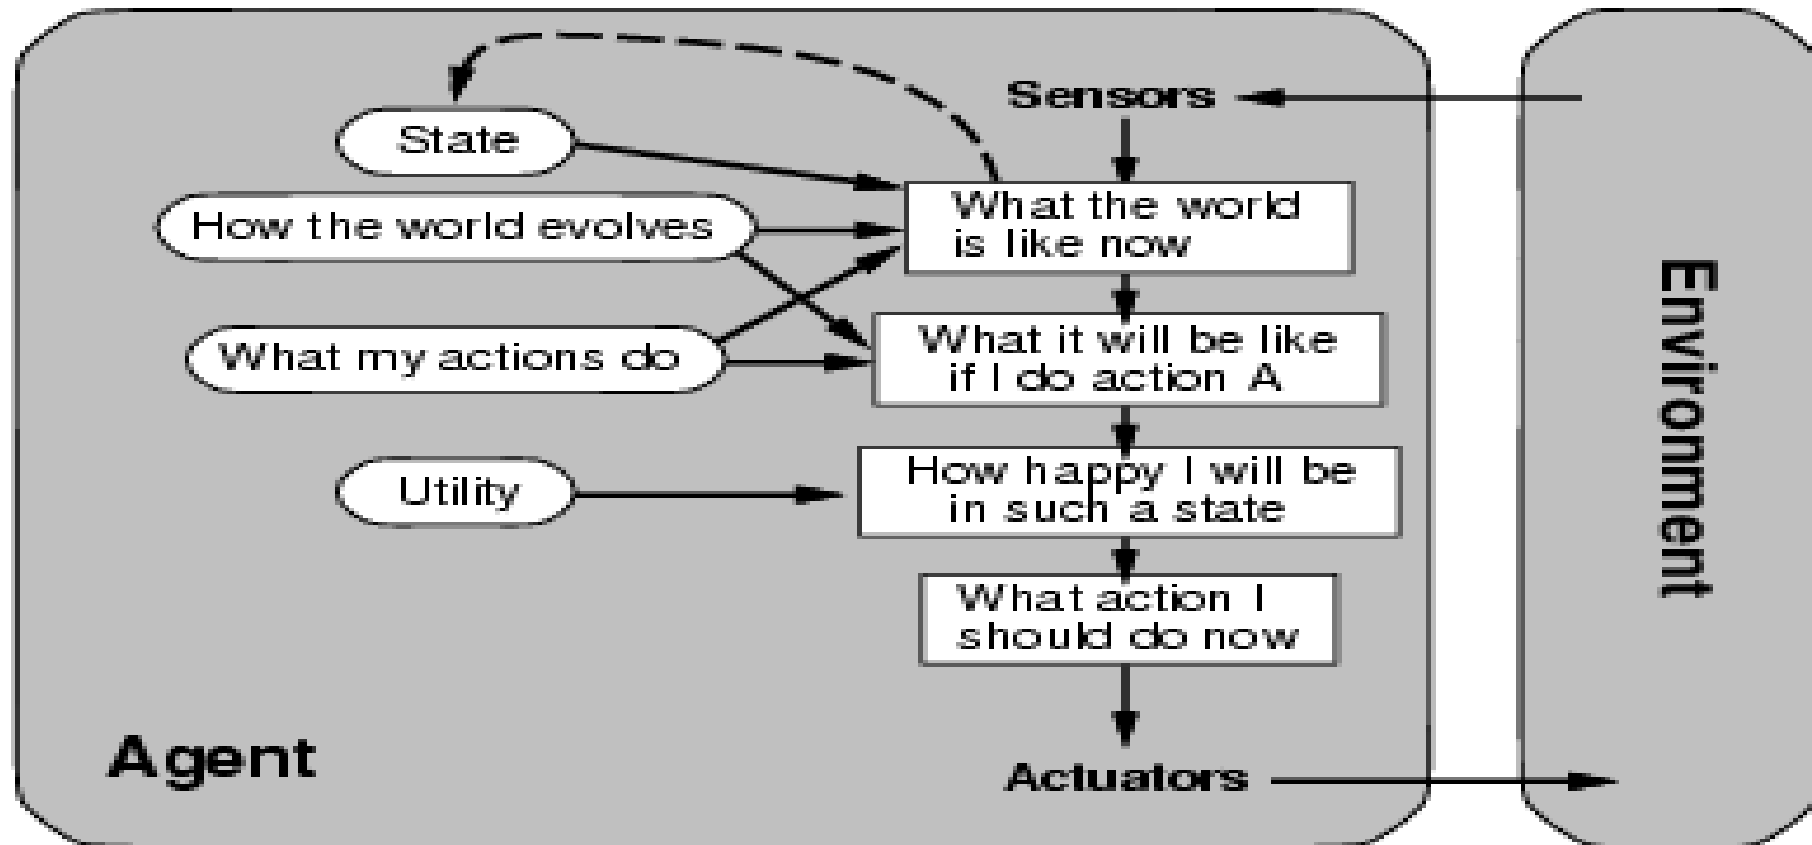 Sensors
State
What the world
is like now
How the world evolves
What it will be like
if I do action A
What my actions do
How happy I will be
in such a state
Utility
What action I
should do now
Agent
Actuators
Environment